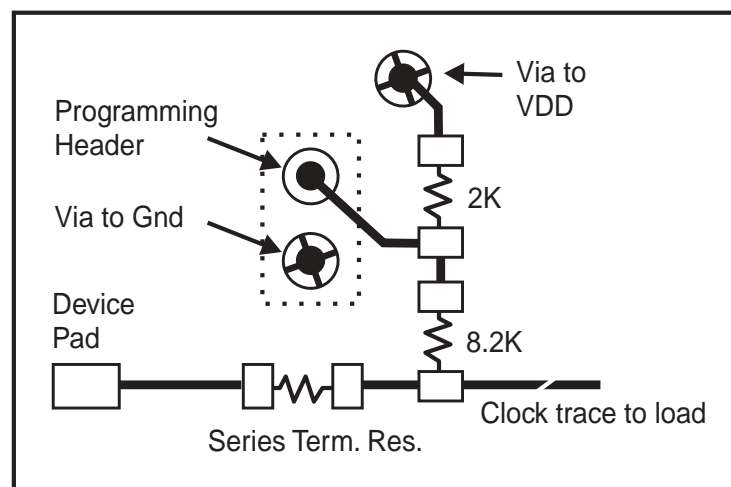 Via to
VDD
Programming
Header
2K
Via to Gnd
Device
Pad
8.2K
Clock trace to load
Series Term. Res.